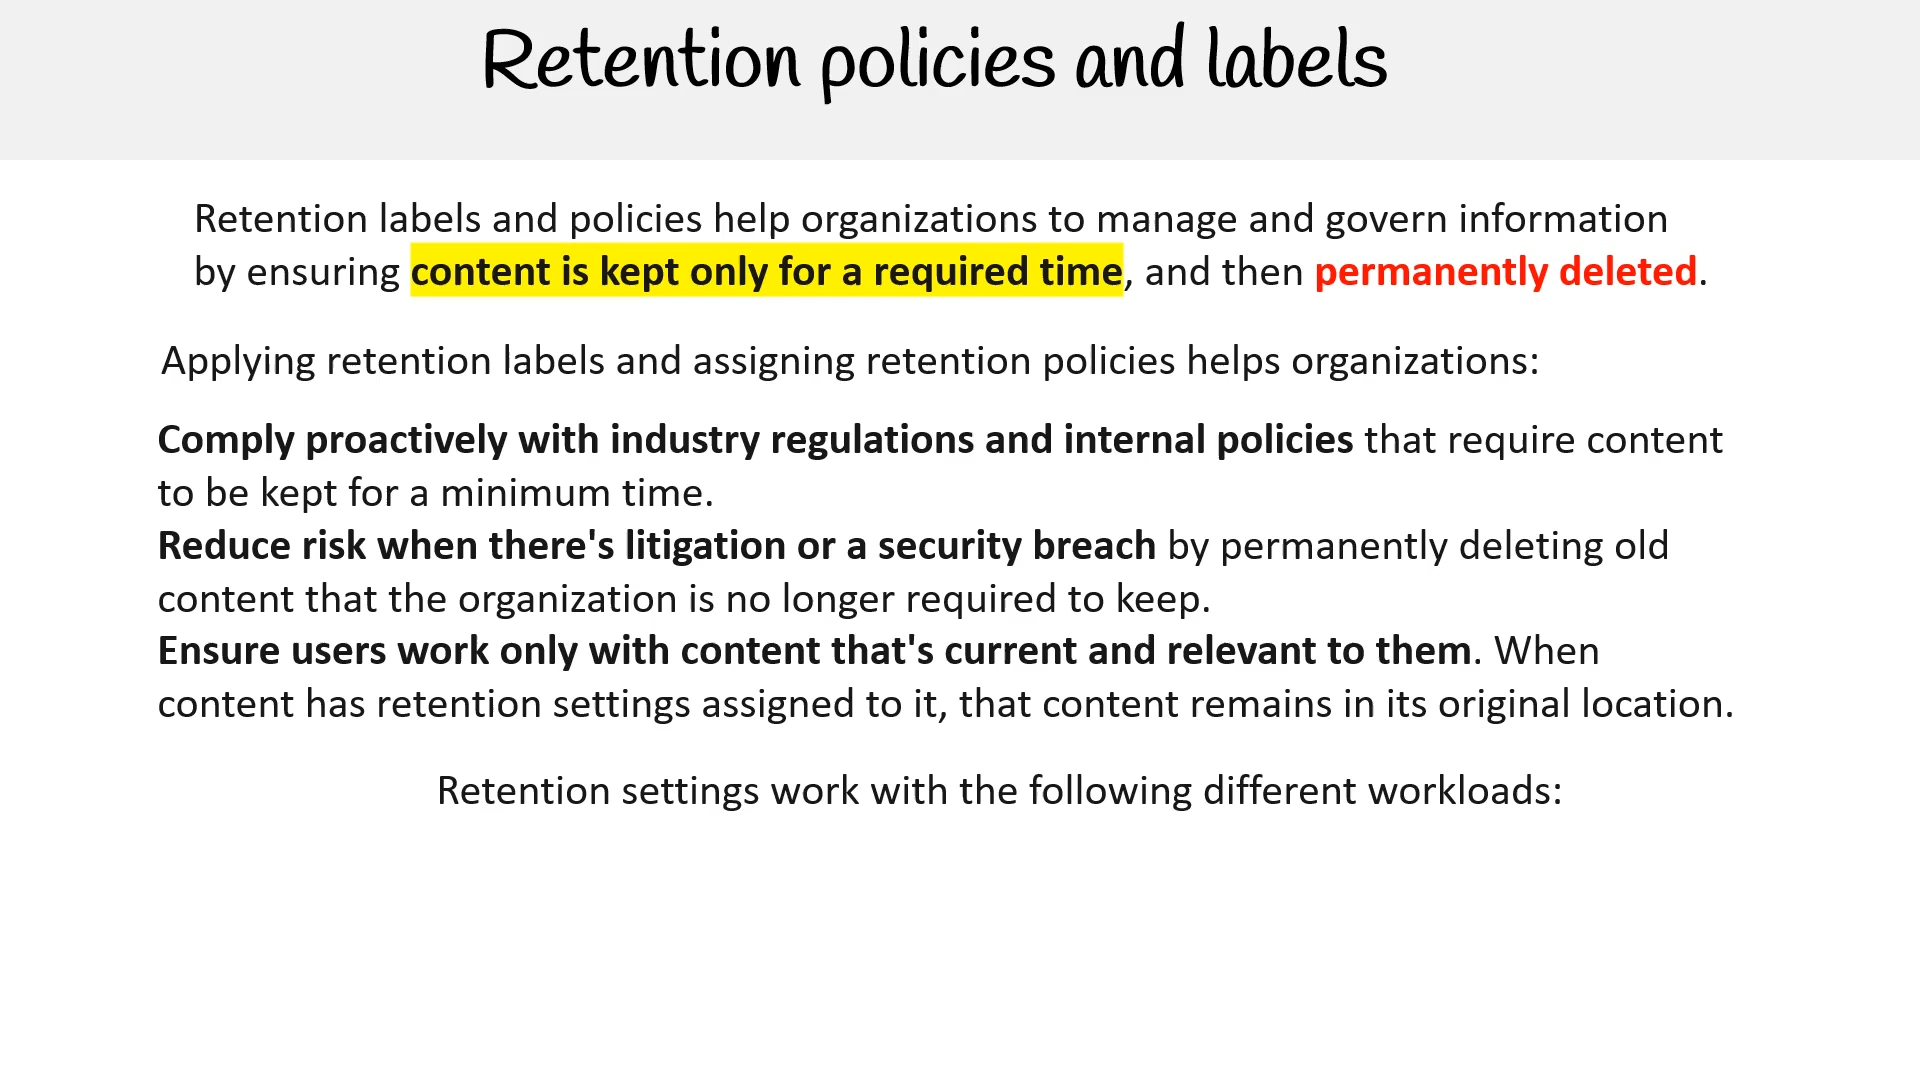 Retention policies and labels
Retention labels and policies help organizations to manage and govern information
by ensuring content is kept only for a required time, and then permanently deleted.
Applying retention labels and assigning retention policies helps organizations:
Comply proactively with industry regulations and internal policies that require content
to be kept for a minimum time.
Reduce risk when there's litigation or a security breach by permanently deleting old
content that the organization is no longer required to keep.
Ensure users work only with content that's current and relevant to them. When
content has retention settings assigned to it, that content remains in its original location.
Retention settings work with the following different workloads: